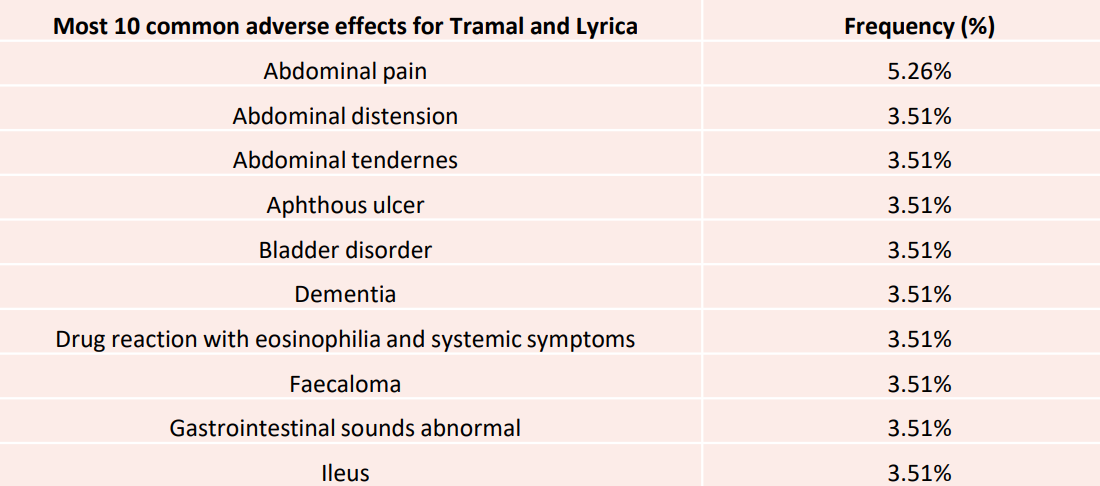 Most 10 common adverse effects for Tramal and Lyrica Frequency (%)
Abdominal pain 5.26%
Abdominal distension 3.51%
Abdominal tendernes 3.51%
Aphthous ulcer 3.51%
Bladder disorder 3.51%
Dementia 3.51%
Drug reaction with eosinophilia and systemic symptoms 3.51%
Faecaloma 3.51%
Gastrointestinal sounds abnormal 3.51%
Ileus 3.51%